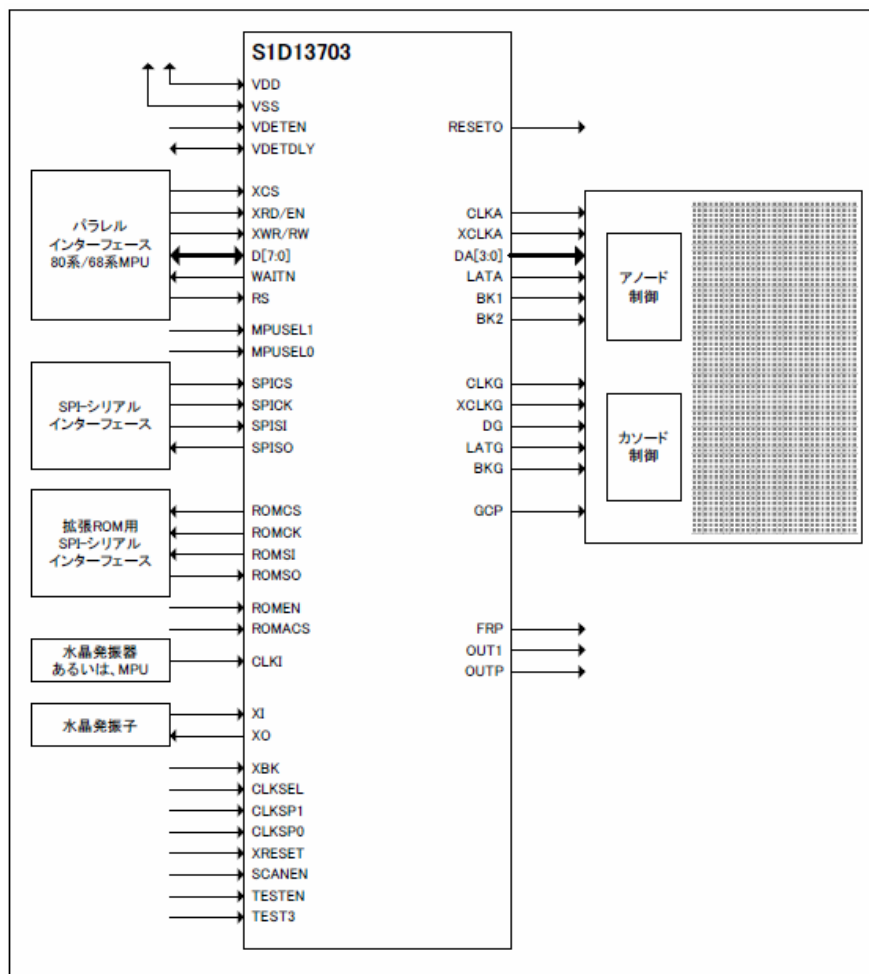 S1D13703
VDD
VSS
VDETEN
VDETDLY
パラレル
インターフェース
80系/68系MPU
XCS
XRD/EN
XWR/RW
D[7:0]
WAITN
RS
MPUSEL1
MPUSEL0
SPI-シリアル
インターフェース
SPICS
SPICK
SPISI
SPISO
拡張ROM用
SPI-シリアル
インターフェース
ROMCS
ROMCK
ROMSI
ROMSO
ROMEN
ROMACS
水晶発振器
あるいは、MPU
CLKI
水晶発振子
XI
XO
XBK
CLKSEL
CLKSP1
CLKSP0
XRESET
SCANEN
TESTEN
TEST3
RESETO
CLKA
XCLKA
DA[3:0]
LATA
BK1
BK2
CLKG
XCLKG
DG
LATG
BKG
GCP
FRP
OUT1
OUTP
アノード
制御
カソード
制御